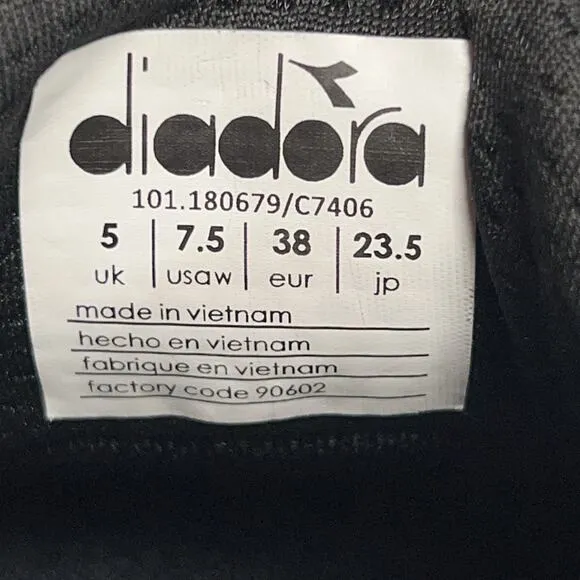 diadora
101.180679/C7406
5 | 7.5 | 38 | 23.5
uk | usaw | eur | jp
made in vietnam
hecho en vietnam
fabrique en vietnam
factory code 90602